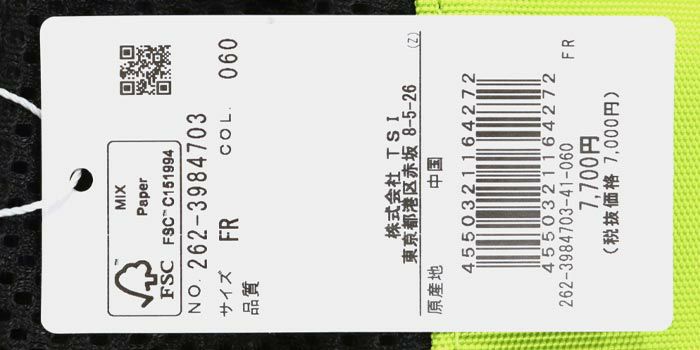 MIX
Paper
FSC™ C151994
FSC
NO. 262-3984703
サイズ FR COL. 060
品質
(Z)
株式会社 TSI
東京都港区赤坂 8-5-26
原産地 中国
4550321164272
4550321164272
262-3984703-41-060 FR
7,700円
(税抜価格 7,000円)